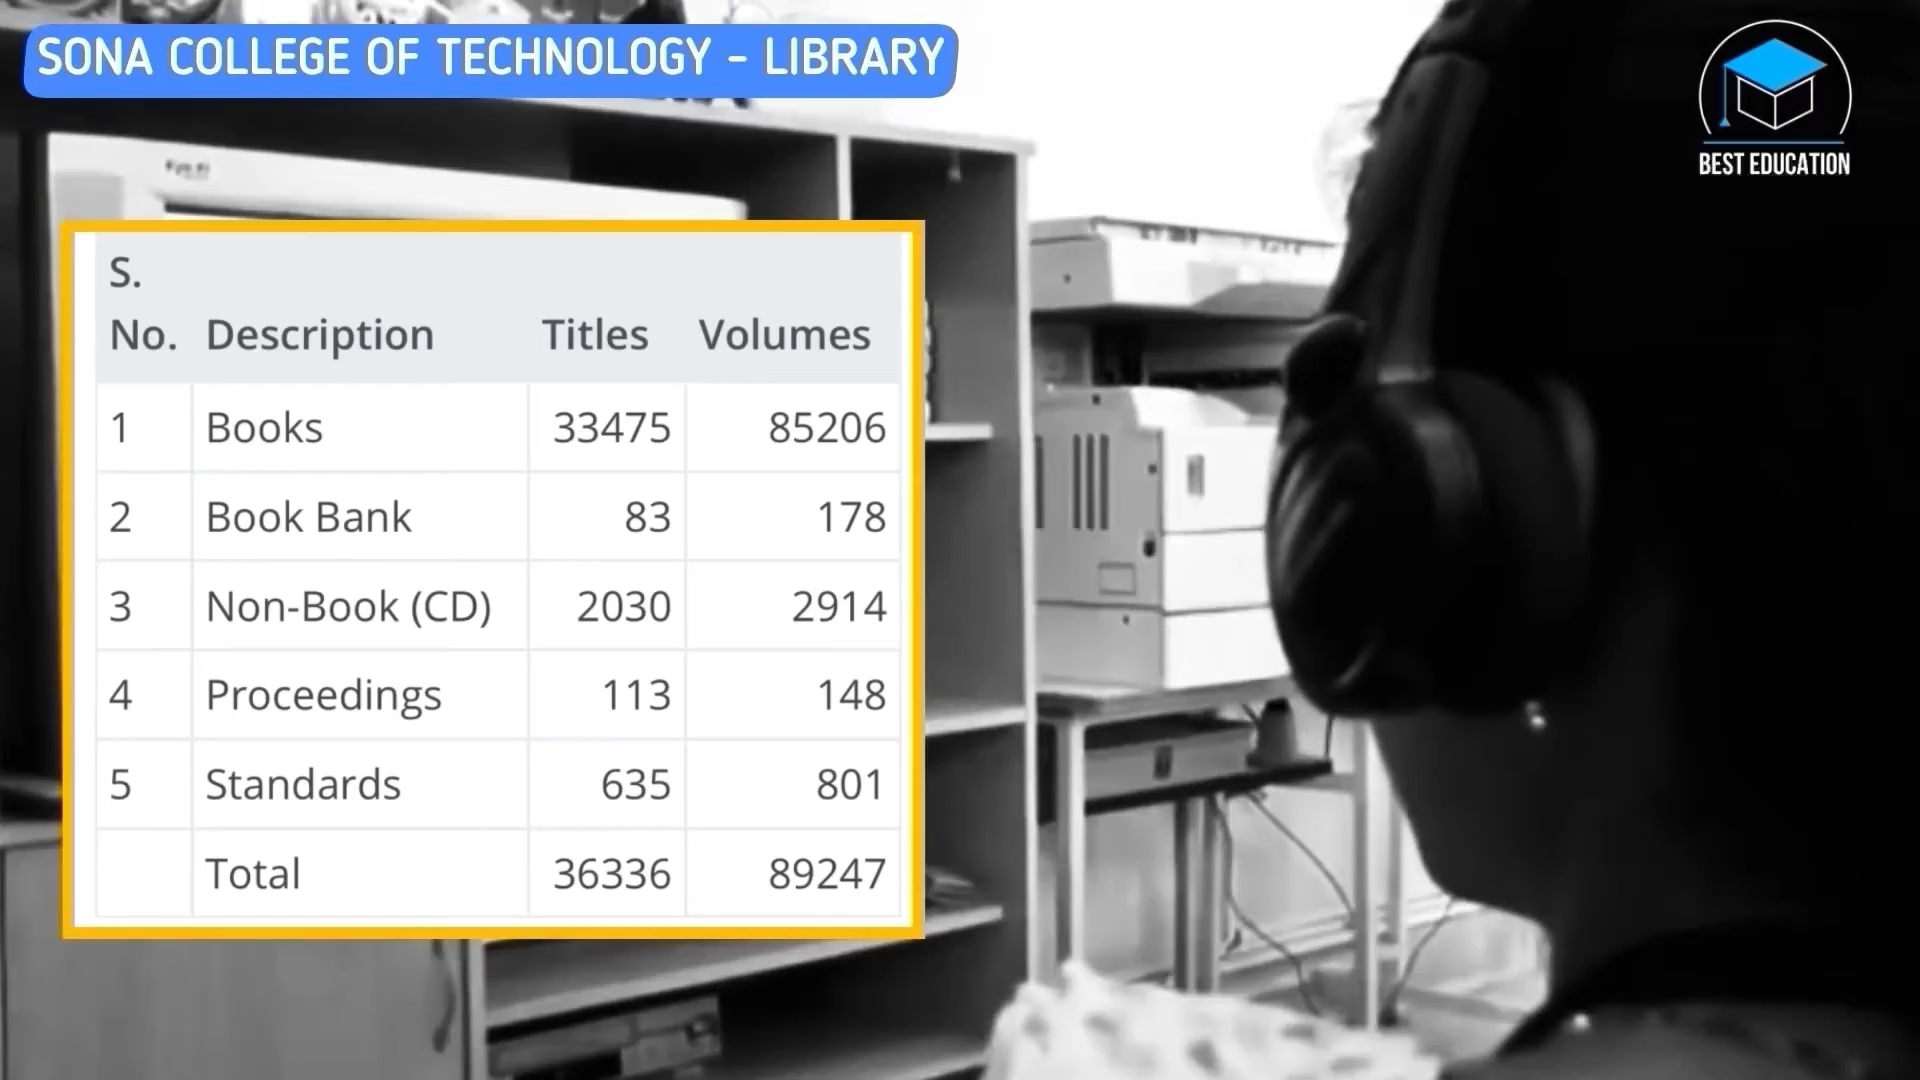 SONA COLLEGE OF TECHNOLOGY - LIBRARY
BEST EDUCATION
S.
No. Description Titles Volumes
1 Books 33475 85206
2 Book Bank 83 178
3 Non-Book (CD) 2030 2914
4 Proceedings 113 148
5 Standards 635 801
Total 36336 89247